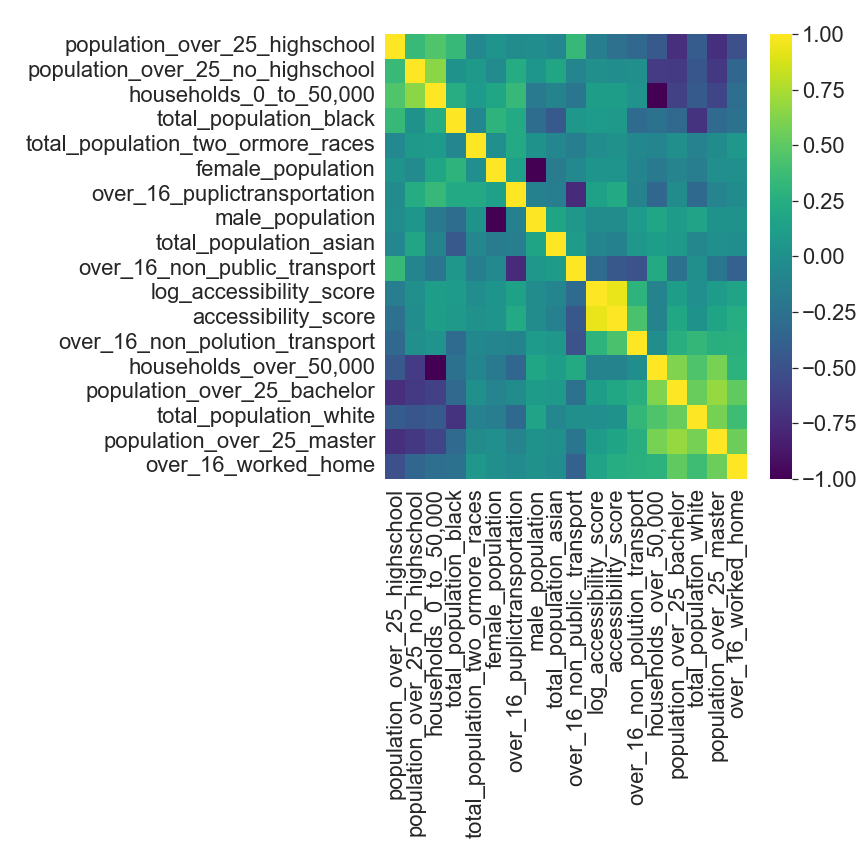 population_over_25_highschool
population_over_25_no_highschool
households_0_to_50,000
total_population_black
total_population_two_ormore_races
female_population
over_16_puplictransportation
male_population
total_population_asian
over_16_non_public_transport
log_accessibility_score
accessibility_score
over_16_non_polution_transport
households_over_50,000
population_over_25_bachelor
total_population_white
population_over_25_master
over_16_worked_home
1.00
0.75
0.50
0.25
0.00
−0.25
−0.50
−0.75
−1.00
population_over_25_highschool
population_over_25_no_highschool
households_0_to_50,000
total_population_black
total_population_two_ormore_races
female_population
over_16_puplictransportation
male_population
total_population_asian
over_16_non_public_transport
log_accessibility_score
accessibility_score
over_16_non_polution_transport
households_over_50,000
population_over_25_bachelor
total_population_white
population_over_25_master
over_16_worked_home